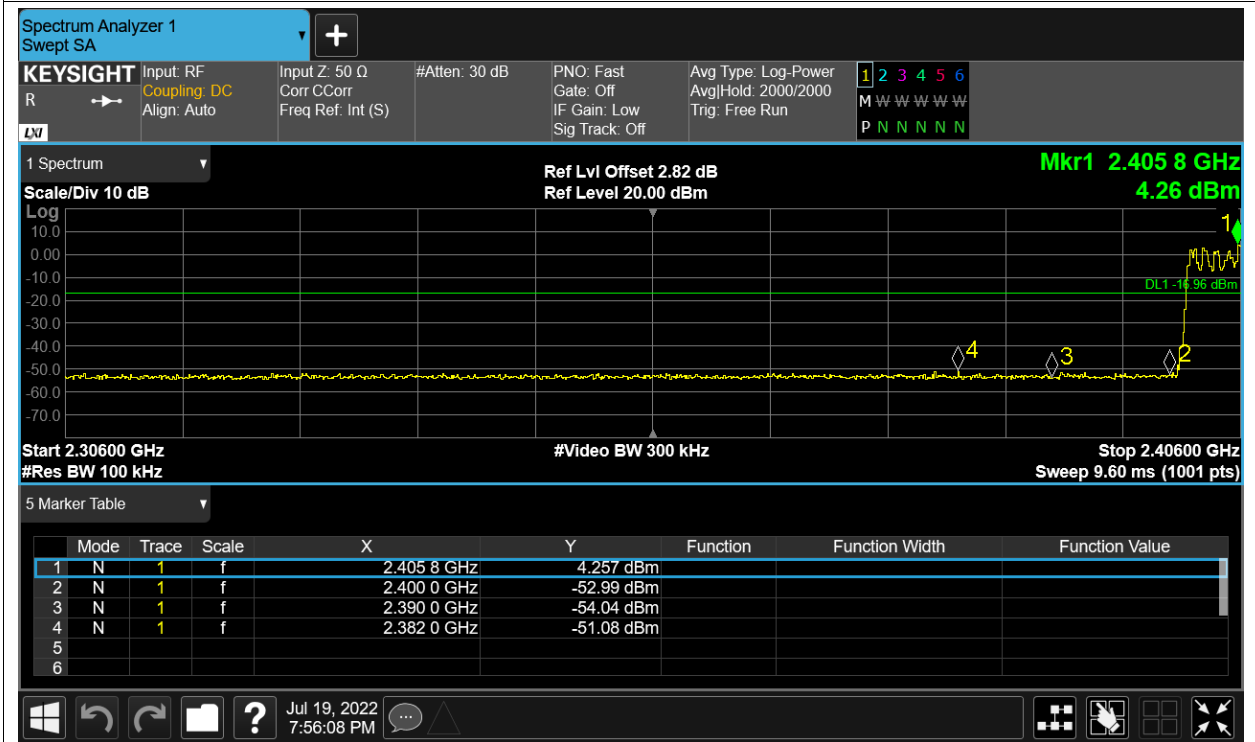 Spectrum Analyzer 1
Swept SA
KEYSIGHT Input: RF Input Z: 50 Ω #Atten: 30 dB PNO: Fast Avg Type: Log-Power 1 2 3 4 5 6
R Coupling: DC Corr CCorr Gate: Off Avg|Hold: 2000/2000 M W W W W W
Align: Auto Freq Ref: Int (S) IF Gain: Low Trig: Free Run
LXI Sig Track: Off P N N N N N
1 Spectrum Ref Lvl Offset 2.82 dB Mkr1 2.405 8 GHz
Scale/Div 10 dB Ref Level 20.00 dBm 4.26 dBm
Log
1
10.0
0.00
-10.0
DL1 -16.96 dBm
-20.0
-30.0
-40.0
4 3 2
-50.0
-60.0
-70.0
Start 2.30600 GHz #Video BW 300 kHz Stop 2.40600 GHz
#Res BW 100 kHz Sweep 9.60 ms (1001 pts)
5 Marker Table
Mode Trace Scale X Y Function Function Width Function Value
1 N 1 f 2.405 8 GHz 4.257 dBm
2 N 1 f 2.400 0 GHz -52.99 dBm
3 N 1 f 2.390 0 GHz -54.04 dBm
4 N 1 f 2.382 0 GHz -51.08 dBm
5
6
? Jul 19, 2022
7:56:08 PM